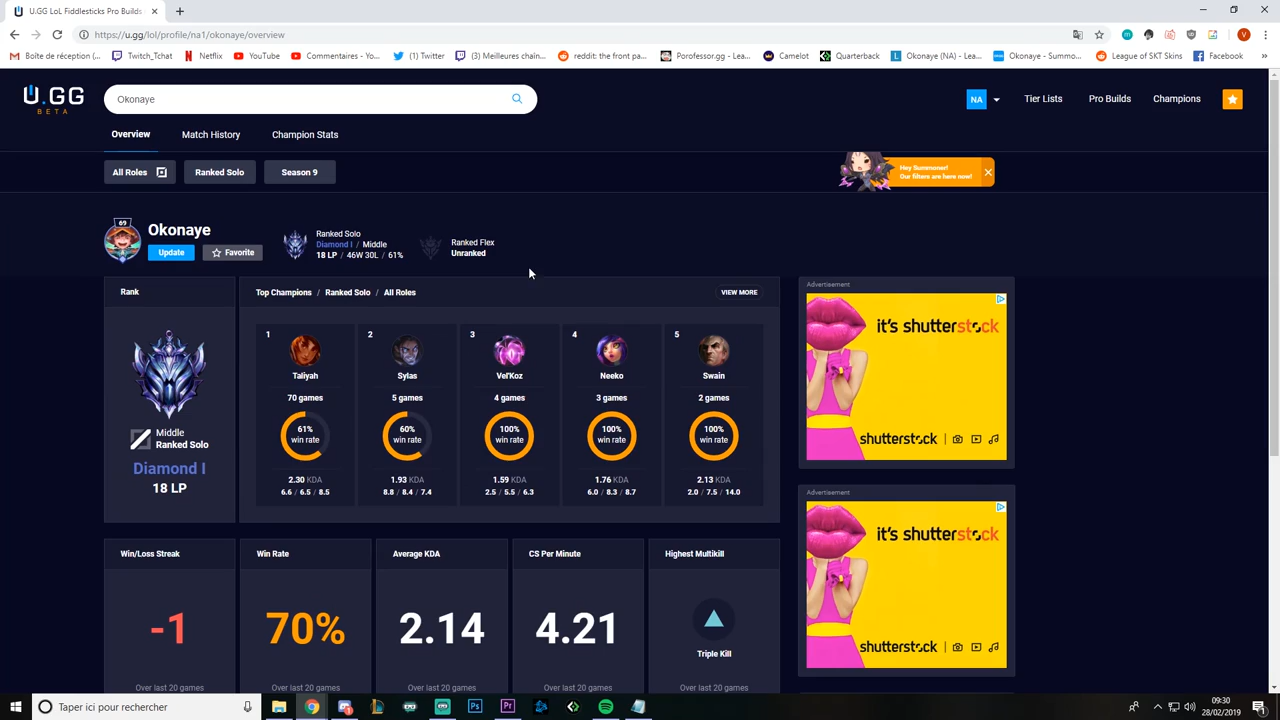 U.GG LoL Fiddlesticks Pro Builds
https://u.gg/lol/profile/na1/okonaye/overview
V
Boîte de réception (... Twitch_Tchat Netflix YouTube Commentaires - Yo... (1) Twitter (3) Meilleures chaîn... reddit: the front pa... Porofessor.gg - Lea... Camelot Quarterback Okonaye (NA) - Lea... Okonaye - Summo... League of SKT Skins Facebook »
U.GG
BETA
Okonaye
NA
Tier Lists Pro Builds Champions
Overview Match History Champion Stats
All Roles Ranked Solo Season 9
Hey Summoner!
Our filters are here now!
69
Okonaye
Update Favorite
Ranked Solo
Diamond I / Middle
18 LP / 46W 30L / 61%
Ranked Flex
Unranked
Rank
Middle
Ranked Solo
Diamond I
18 LP
Top Champions / Ranked Solo / All Roles VIEW MORE
1 2 3 4 5
Taliyah Sylas Vel'Koz Neeko Swain
70 games 5 games 4 games 3 games 2 games
61% 60% 100% 100% 100%
win rate win rate win rate win rate win rate
2.30 KDA 1.93 KDA 1.59 KDA 1.76 KDA 2.13 KDA
6.6 / 6.5 / 8.5 8.8 / 8.4 / 7.4 2.5 / 5.5 / 6.3 6.0 / 8.3 / 8.7 2.0 / 7.5 / 14.0
Advertisement
it's shutterstock
shutterstock
Advertisement
it's shutterstock
shutterstock
Win/Loss Streak Win Rate Average KDA CS Per Minute Highest Multikill
-1 70% 2.14 4.21
Triple Kill
Over last 20 games Over last 20 games Over last 20 games Over last 20 games Over last 20 games
Taper ici pour rechercher
09:30
28/02/2019
1